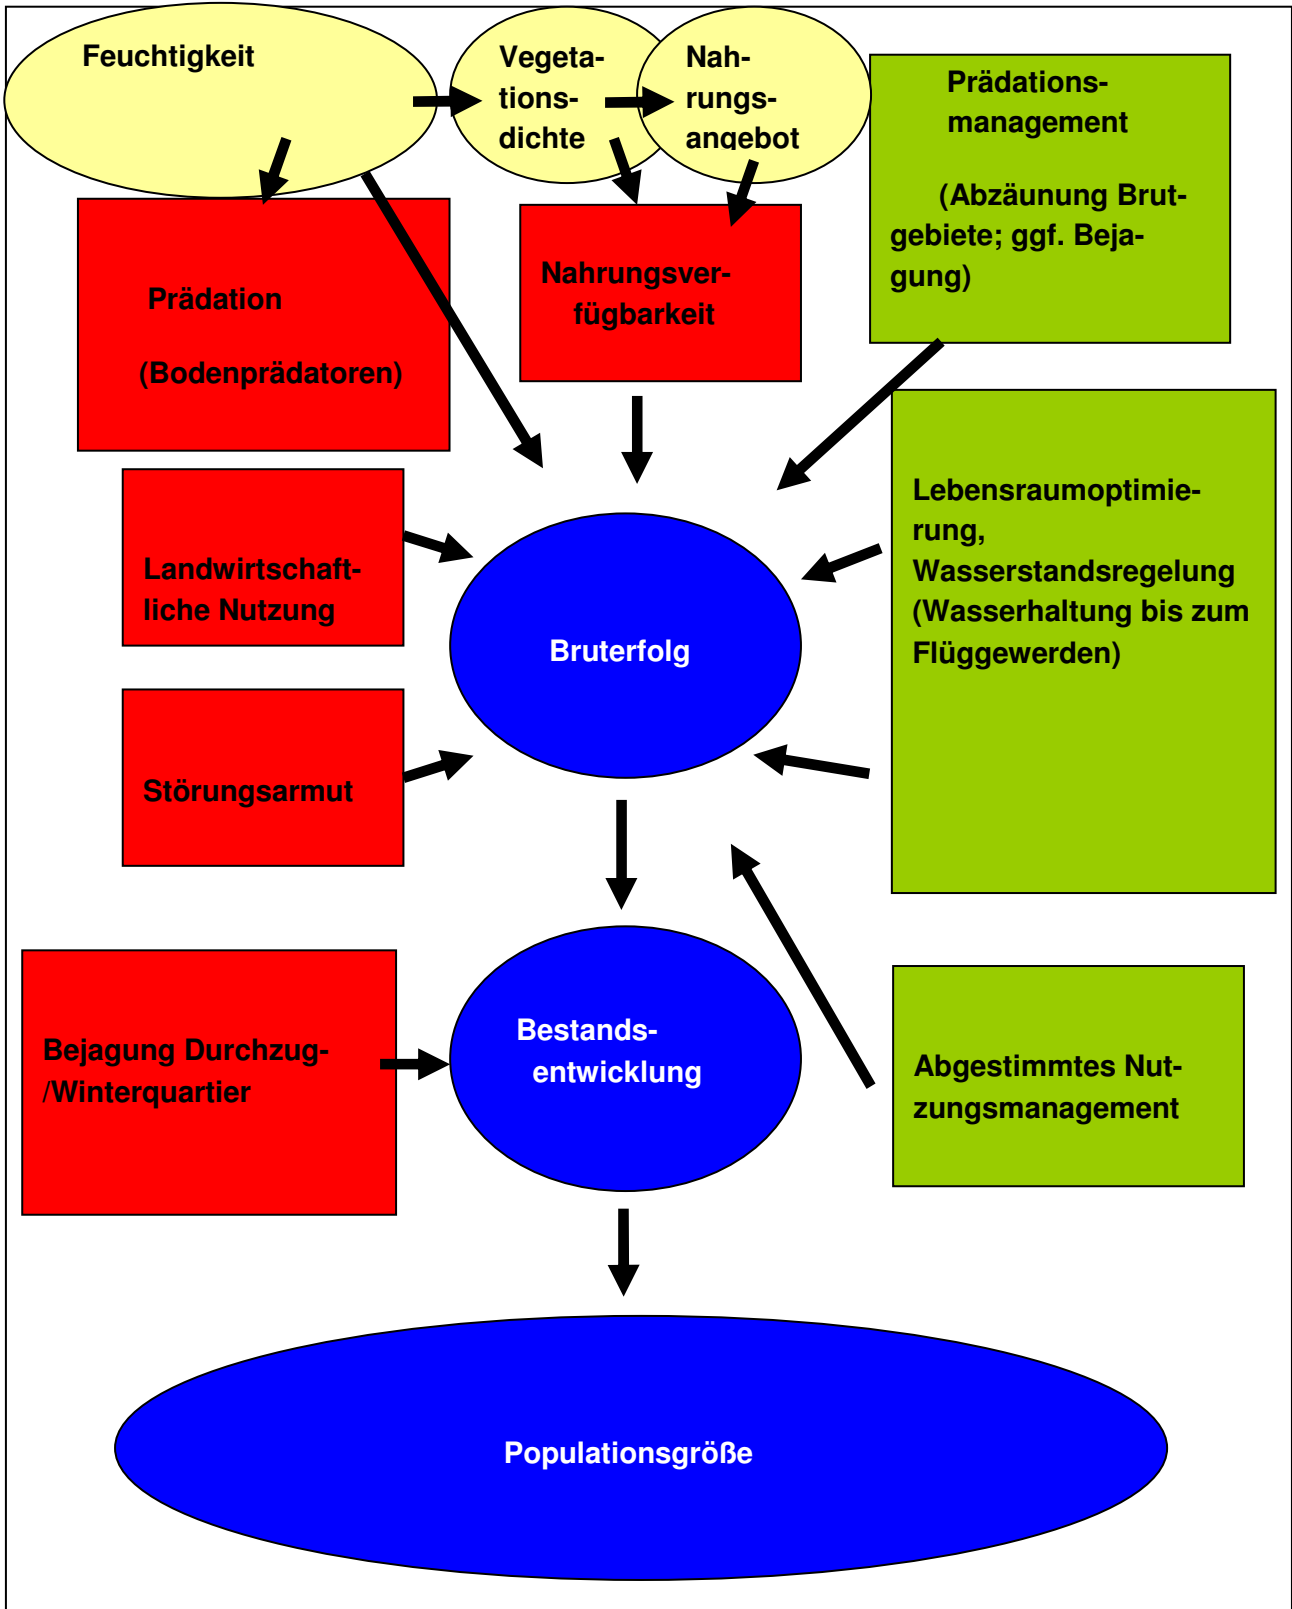 Feuchtigkeit
Vegeta-
tions-
dichte
Nah-
rungs-
angebot
Prädations-
management
(Abzäunung Brut-
gebiete; ggf. Beja-
gung)
Prädation
(Bodenprädatoren)
Nahrungsver-
fügbarkeit
Lebensraumoptimie-
rung,
Wasserstandsregelung
(Wasserhaltung bis zum
Flüggewerden)
Landwirtschaft-
liche Nutzung
Bruterfolg
Störungsarmut
Bejagung Durchzug-
/Winterquartier
Bestands-
entwicklung
Abgestimmtes Nut-
zungsmanagement
Populationsgröße